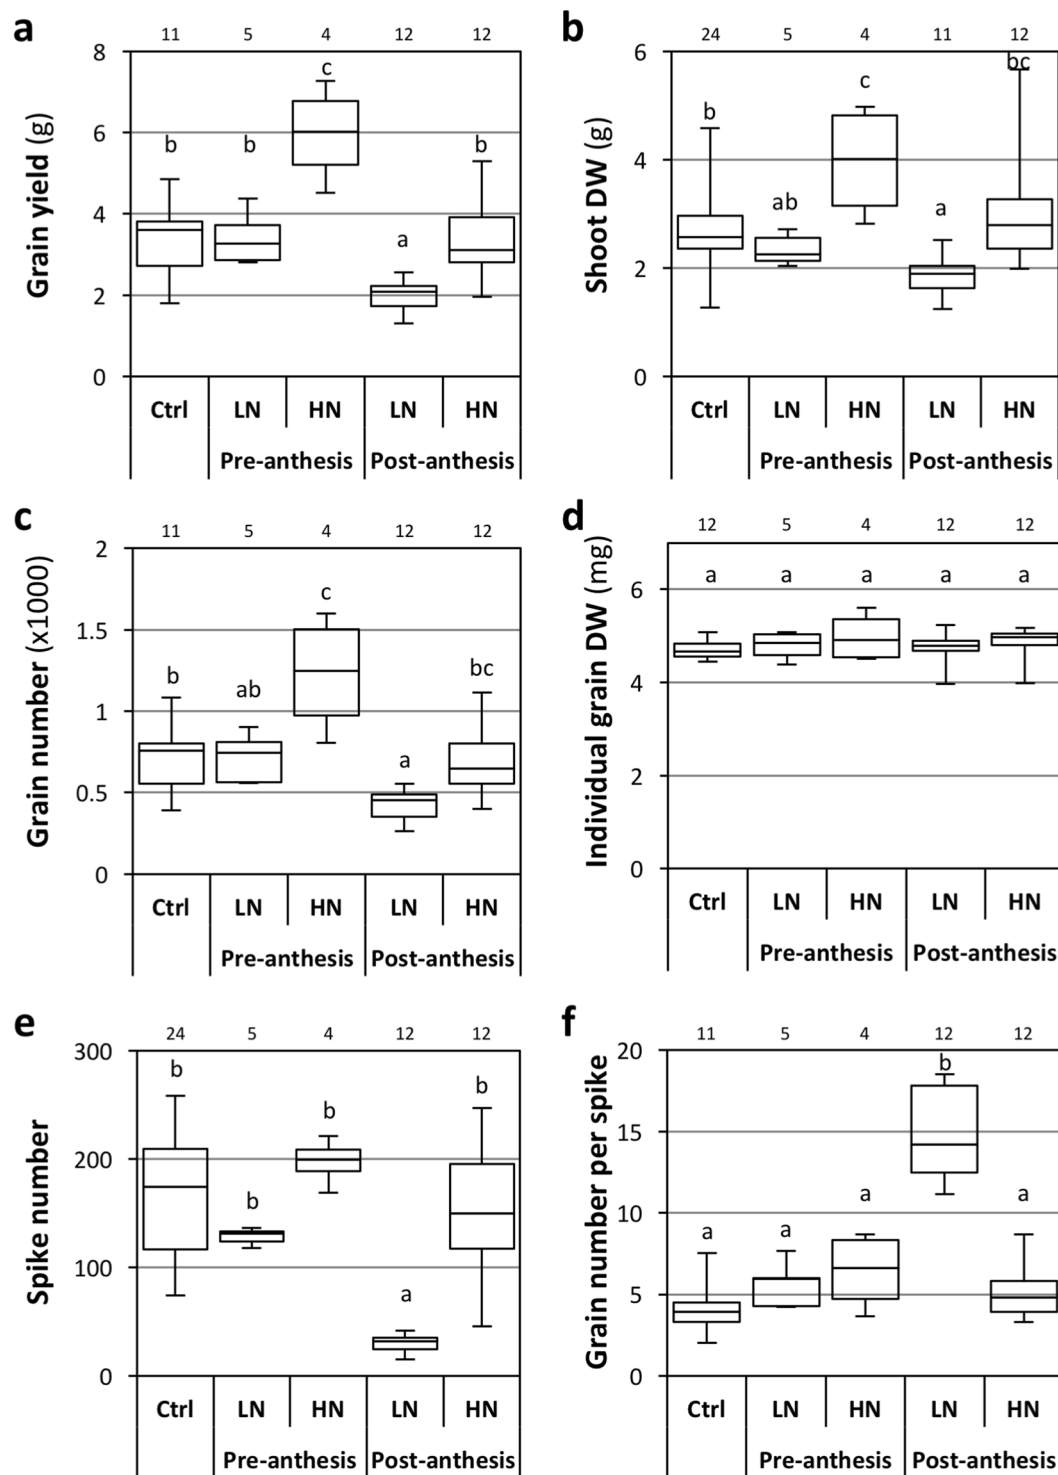 a
11 5 4 12 12
Grain yield (g)
8
6
4
2
0
b b c a b
Ctrl LN HN LN HN
Pre-anthesis Post-anthesis
b
24 5 4 11 12
Shoot DW (g)
6
4
2
0
b ab c a bc
Ctrl LN HN LN HN
Pre-anthesis Post-anthesis
c
11 5 4 12 12
Grain number (x1000)
2
1.5
1
0.5
0
b ab c a bc
Ctrl LN HN LN HN
Pre-anthesis Post-anthesis
d
12 5 4 12 12
Individual grain DW (mg)
6
4
2
0
a a a a a
Ctrl LN HN LN HN
Pre-anthesis Post-anthesis
e
24 5 4 12 12
Spike number
300
200
100
0
b b b a b
Ctrl LN HN LN HN
Pre-anthesis Post-anthesis
f
11 5 4 12 12
Grain number per spike
20
15
10
5
0
a a a b a
Ctrl LN HN LN HN
Pre-anthesis Post-anthesis